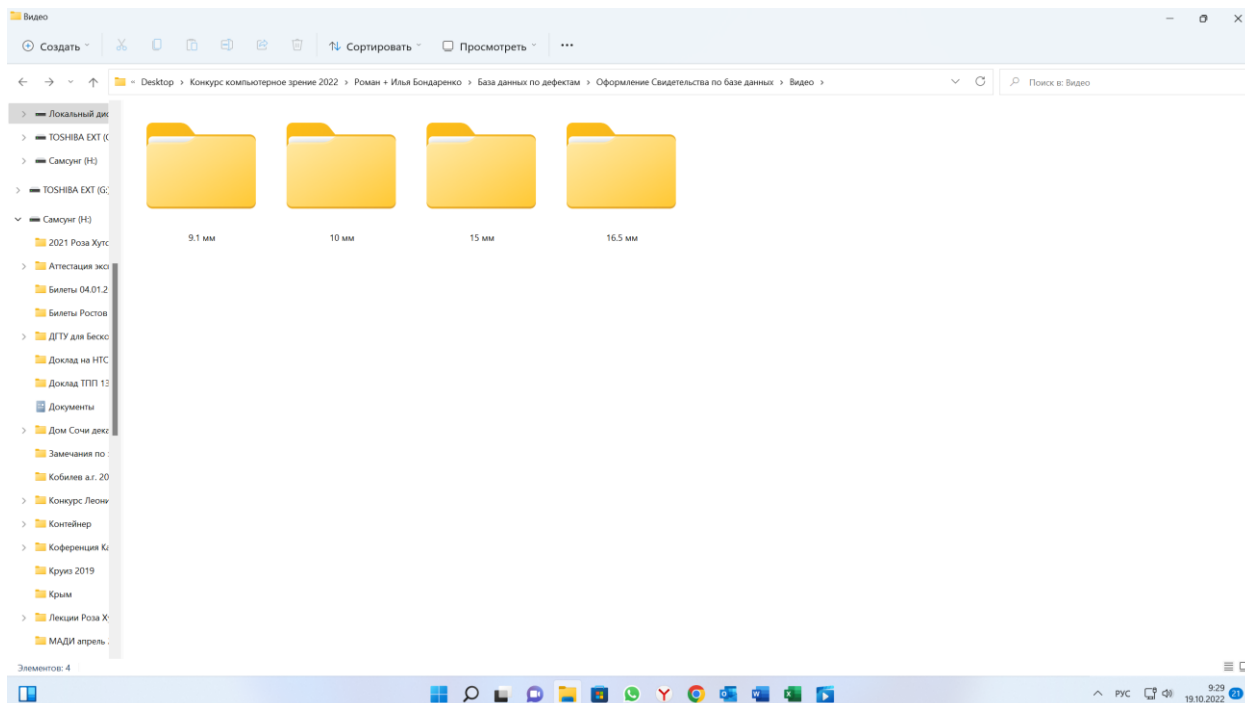 Видео
Создать
Сортировать
Просмотреть
« Desktop > Конкурс компьютерное зрение 2022 > Роман + Илья Бондаренко > База данных по дефектам > Оформление Свидетельства по базе данных > Видео >
Поиск в: Видео
Локальный дис
TOSHIBA EXT (G
Самсунг (H:)
TOSHIBA EXT (G:)
Самсунг (H:)
2021 Роза Хуто
Аттестация эксп
Билеты 04.01.2
Билеты Ростов
ДГТУ для Беско
Доклад на НТС
Доклад ТПП 13
Документы
Дом Сочи дека
Замечания по
Кобилев а.г. 20
Конкурс Леони
Контейнер
Коференция Ка
Круиз 2019
Крым
Лекции Роза Х
МАДИ апрель
9.1 мм
10 мм
15 мм
16.5 мм
Элементов: 4
РУС
9:29
19.10.2022
21